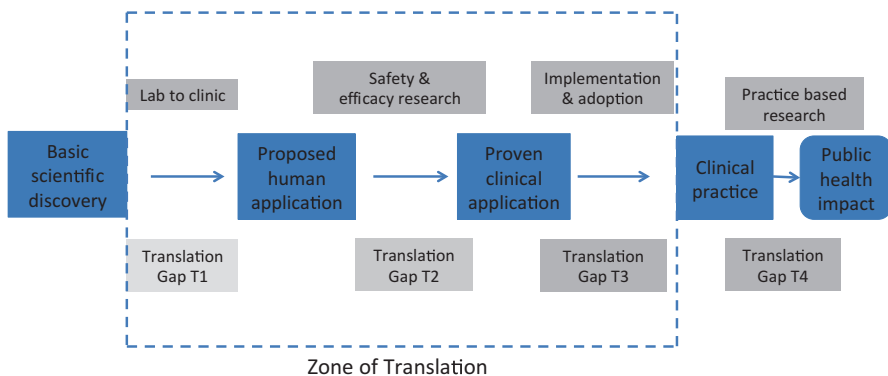 Lab to clinic
Safety &
efficacy research
Implementation
& adoption
Practice based
research
Basic
scientific
discovery
Proposed
human
application
Proven
clinical
application
Clinical
practice
Public
health
impact
Translation
Gap T1
Translation
Gap T2
Translation
Gap T3
Translation
Gap T4
Zone of Translation